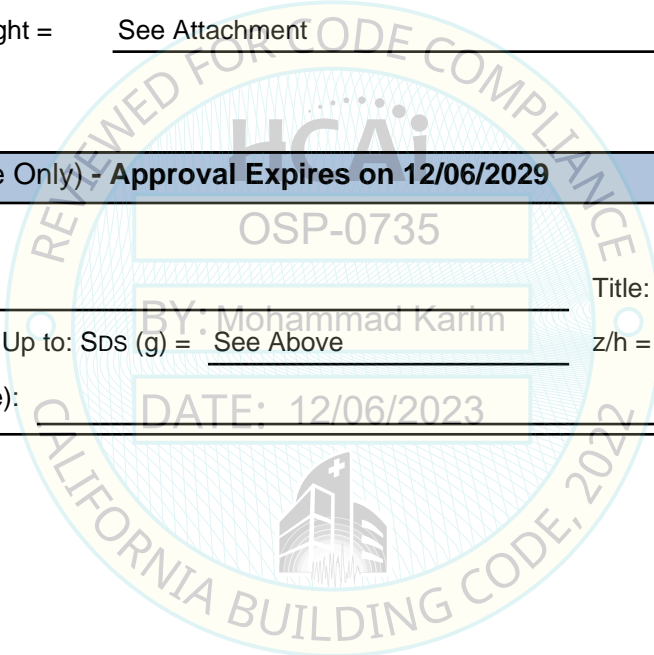 ght = See Attachment
REVIEWED FOR CODE COMPLIANCE
HCAi
e Only) - Approval Expires on 12/06/2029
OSP-0735
Title:
BY: Mohammad Karim
Up to: SDS (g) = See Above z/h =
e):
DATE: 12/06/2023
CALIFORNIA BUILDING CODE, 2022